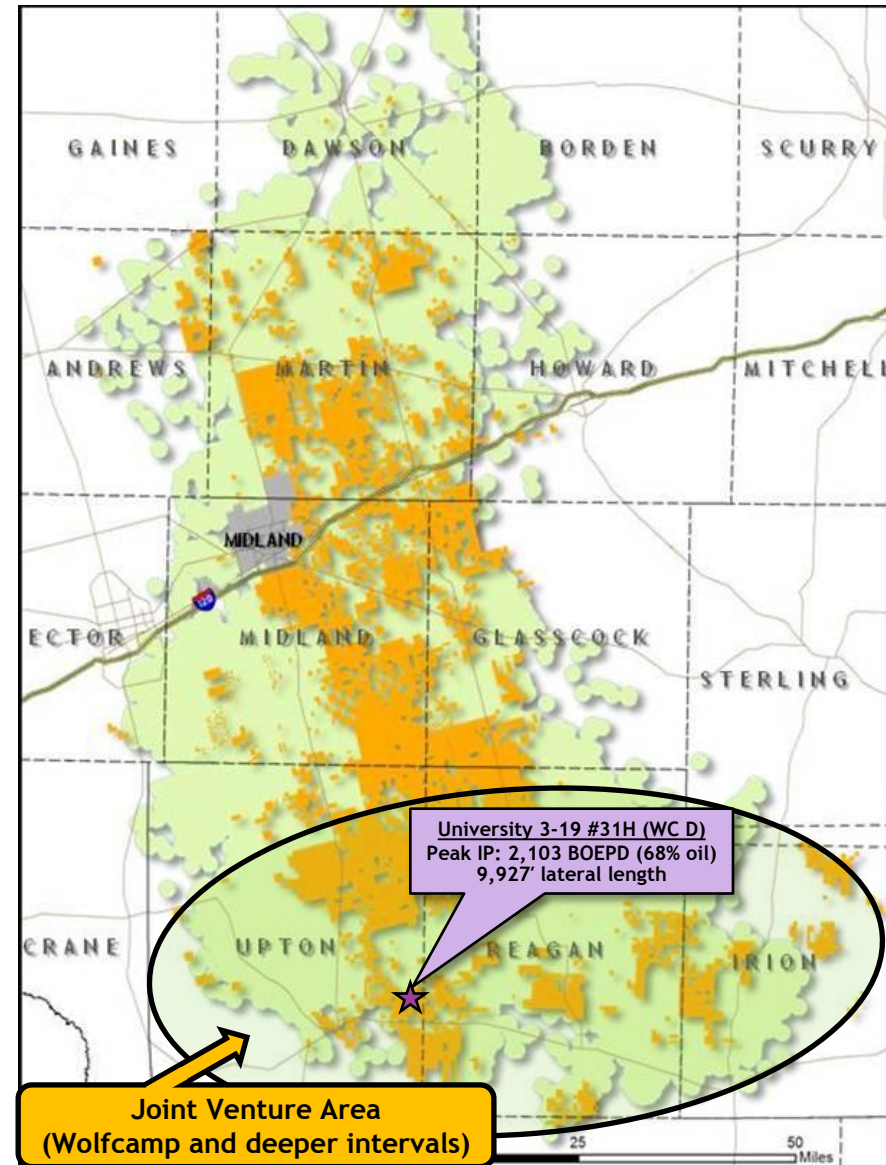 GAINES
DAWSON
BORDEN
SCURRY
ANDREWS
MARTIN
HOWARD
MITCHELL
MIDLAND
120
ECTOR
MIDLAND
GLASSCOCK
STERLING
University 3-19 #31H (WC D)
Peak IP: 2,103 BOEPD (68% oil)
9,927' lateral length
CRANE
UPTON
REAGAN
IRION
Joint Venture Area
(Wolfcamp and deeper intervals)
25
50
Miles